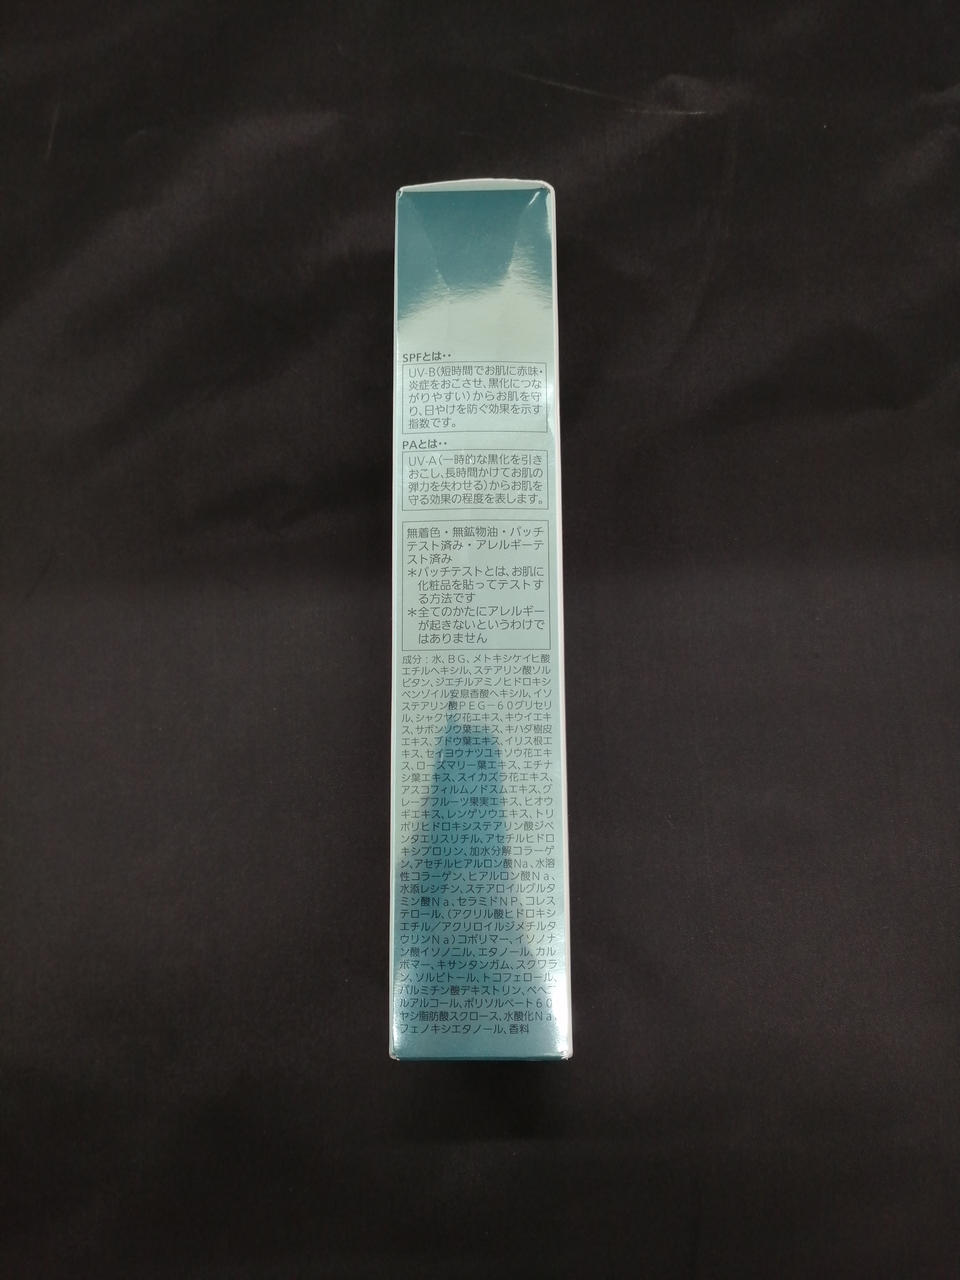 SPFとは‥
UV-B（短時間でお肌に赤味・
炎症をおこさせ、黒化につな
がりやすい）からお肌を守
り、日やけを防ぐ効果を示す
指数です。
PAとは‥
UV-A（一時的な黒化を引き
おこし、長時間かけてお肌の
弾力を失わせる）からお肌を
守る効果の程度を表します。
無着色・無鉱物油・パッチ
テスト済み・アレルギーテ
スト済み
＊パッチテストとは、お肌に
化粧品を貼ってテストす
る方法です
＊全てのかたにアレルギー
が起きないというわけで
はありません
成分：水、ＢＧ、メトキシケイヒ酸
エチルヘキシル、ステアリン酸ソル
ビタン、ジエチルアミノヒドロキシ
ベンゾイル安息香酸ヘキシル、イソ
ステアリン酸ＰＥＧ－６０グリセリ
ル、シャクヤク花エキス、キウイエキ
ス、サボンソウ葉エキス、キハダ樹皮
エキス、ブドウ葉エキス、イリス根エ
キス、セイヨウナツユキソウ花エキ
ス、ローズマリー葉エキス、エチナ
シ葉エキス、スイカズラ花エキス、
アスコフィルムノドスムエキス、グ
レープフルーツ果実エキス、ヒオウ
ギエキス、レンゲソウエキス、トリ
ポリヒドロキシステアリン酸ジペ
ンタエリスリチル、アセチルヒドロ
キシプロリン、加水分解コラーゲ
ン、アセチルヒアルロン酸Ｎａ、水溶
性コラーゲン、ヒアルロン酸Ｎａ、
水添レシチン、ステアロイルグルタ
ミン酸Ｎａ、セラミドＮＰ、コレス
テロール、（アクリル酸ヒドロキシ
エチル／アクリロイルジメチルタ
ウリンＮａ）コポリマー、イソノナ
ン酸イソノニル、エタノール、カル
ボマー、キサンタンガム、スクワラ
ン、ソルビトール、トコフェロール、
パルミチン酸デキストリン、ベヘニ
ルアルコール、ポリソルベート６０、
ヤシ脂肪酸スクロース、水酸化Ｎａ、
フェノキシエタノール、香料